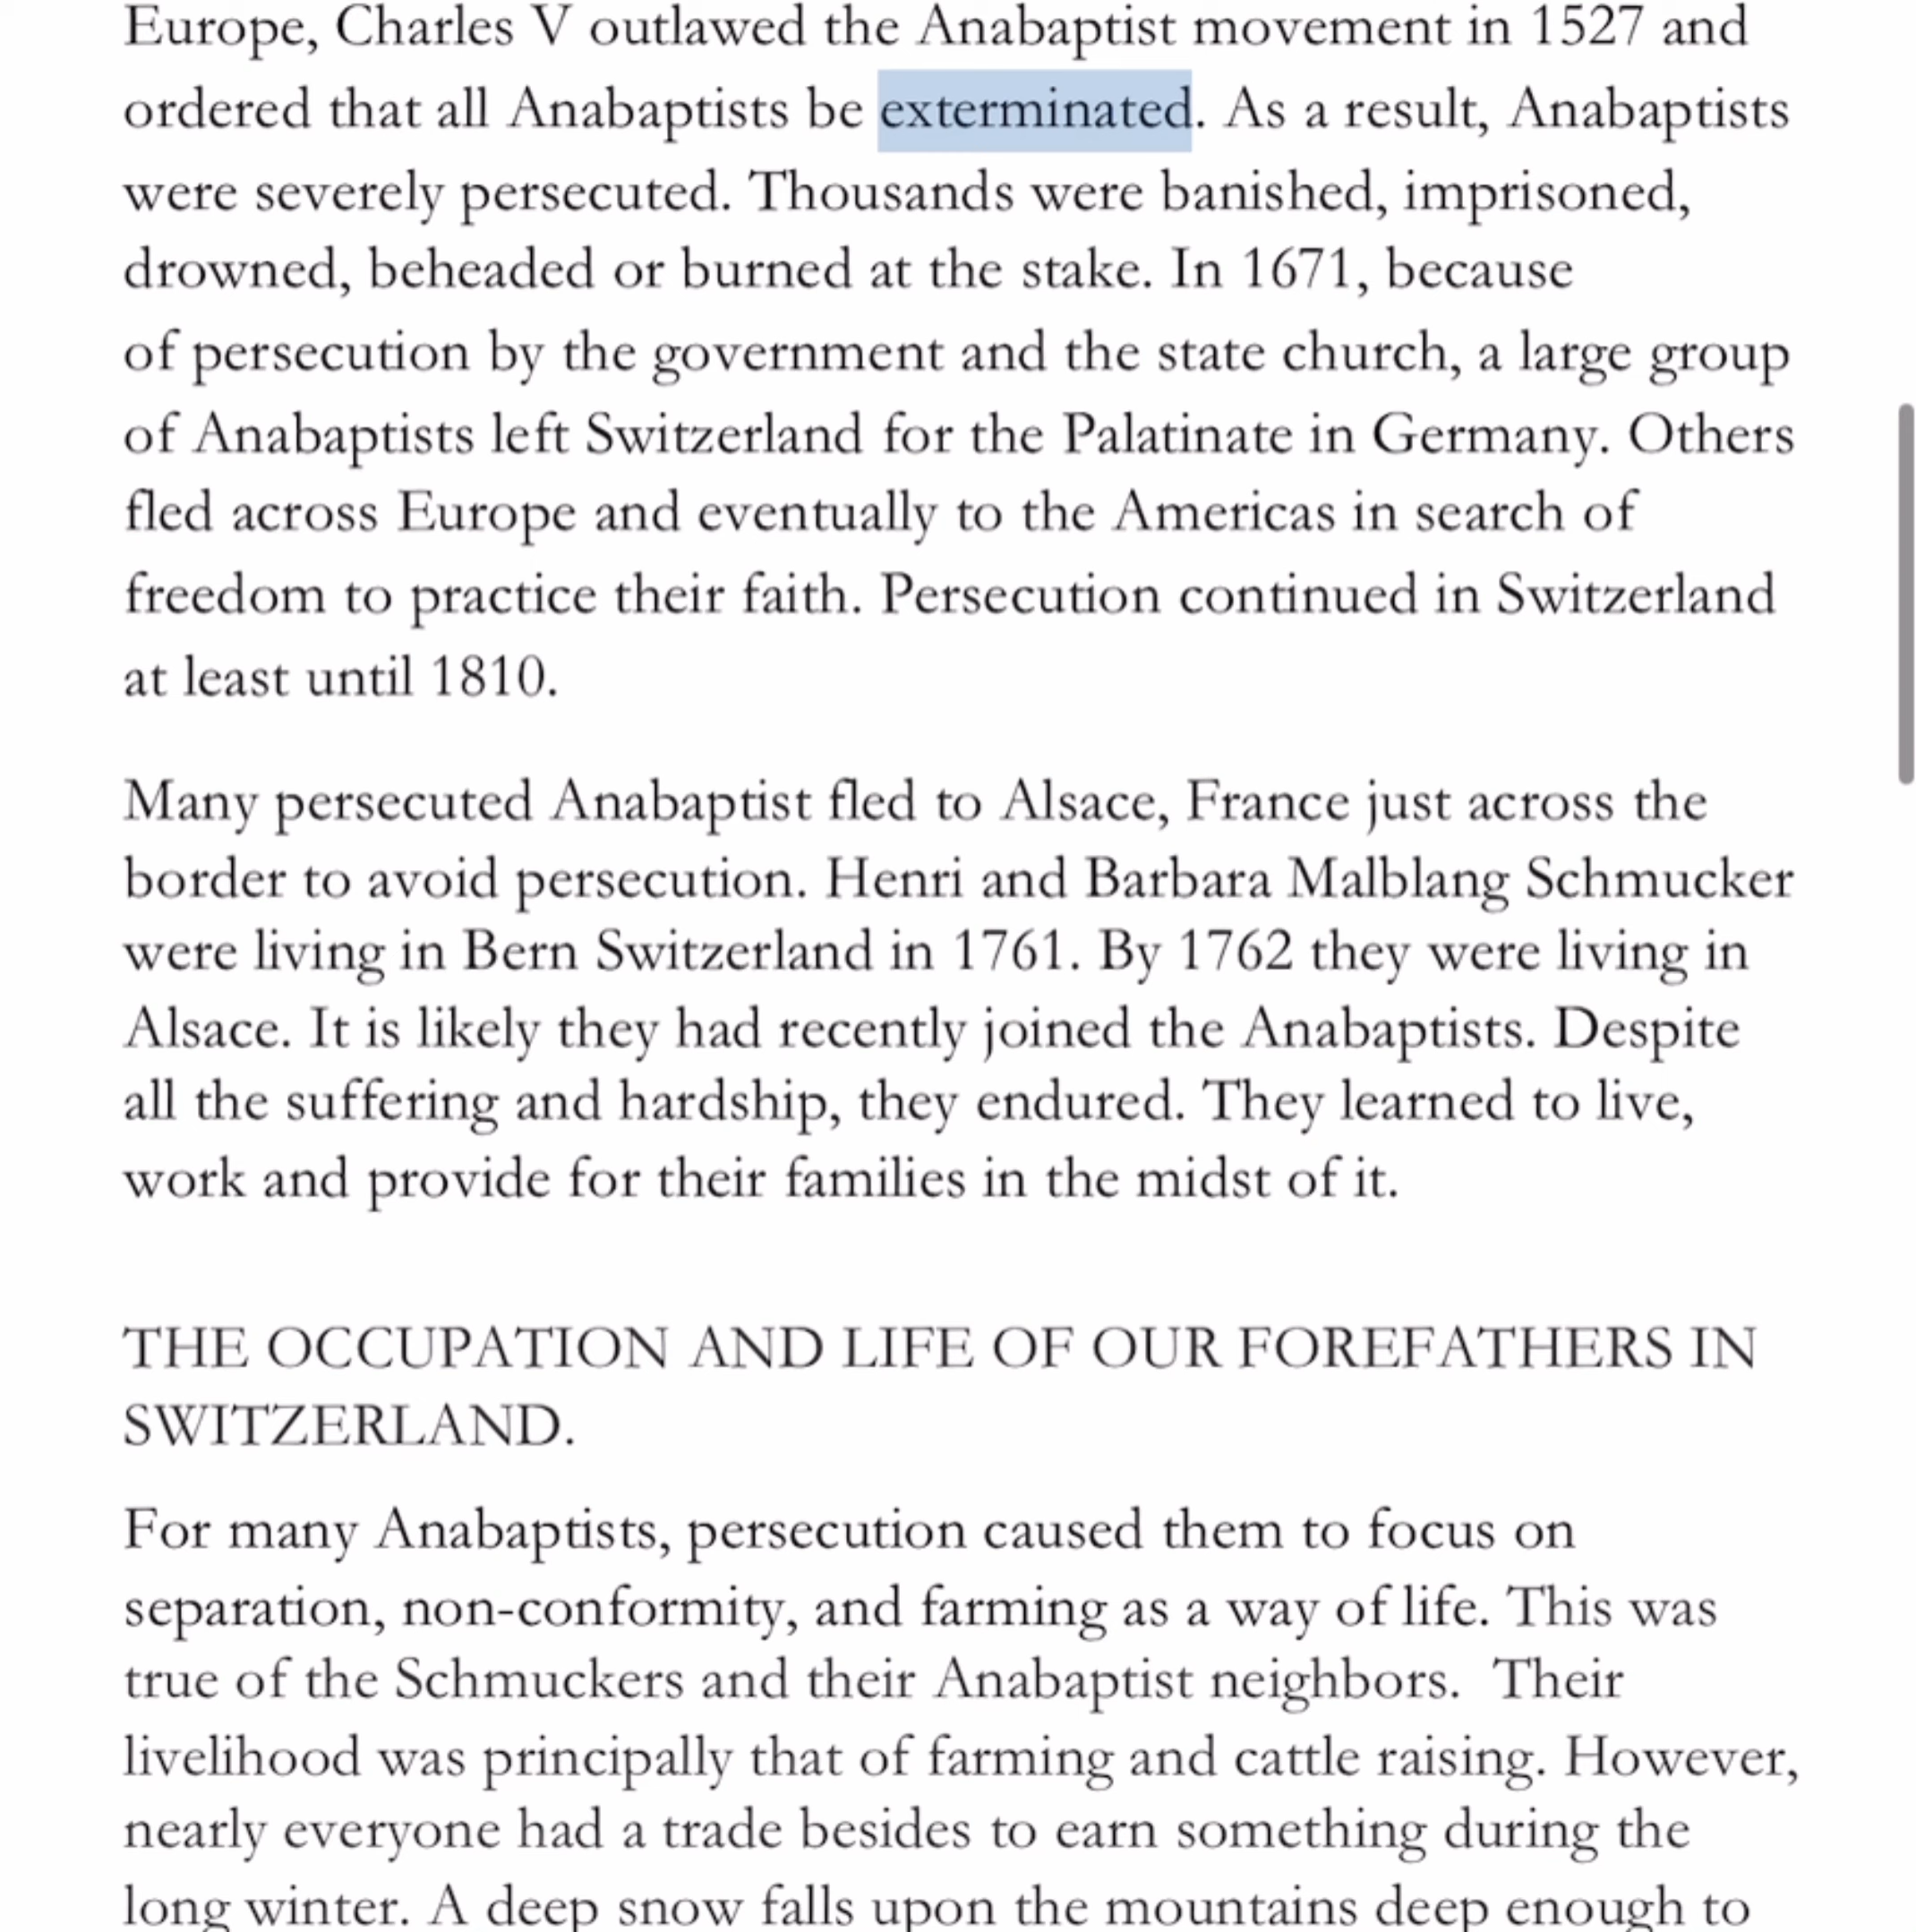 Europe, Charles V outlawed the Anabaptist movement in 1527 and
ordered that all Anabaptists be exterminated. As a result, Anabaptists
were severely persecuted. Thousands were banished, imprisoned,
drowned, beheaded or burned at the stake. In 1671, because
of persecution by the government and the state church, a large group
of Anabaptists left Switzerland for the Palatinate in Germany. Others
fled across Europe and eventually to the Americas in search of
freedom to practice their faith. Persecution continued in Switzerland
at least until 1810.
Many persecuted Anabaptist fled to Alsace, France just across the
border to avoid persecution. Henri and Barbara Malblang Schmucker
were living in Bern Switzerland in 1761. By 1762 they were living in
Alsace. It is likely they had recently joined the Anabaptists. Despite
all the suffering and hardship, they endured. They learned to live,
work and provide for their families in the midst of it.
THE OCCUPATION AND LIFE OF OUR FOREFATHERS IN
SWITZERLAND.
For many Anabaptists, persecution caused them to focus on
separation, non-conformity, and farming as a way of life. This was
true of the Schmuckers and their Anabaptist neighbors.  Their
livelihood was principally that of farming and cattle raising. However,
nearly everyone had a trade besides to earn something during the
long winter. A deep snow falls upon the mountains deep enough to